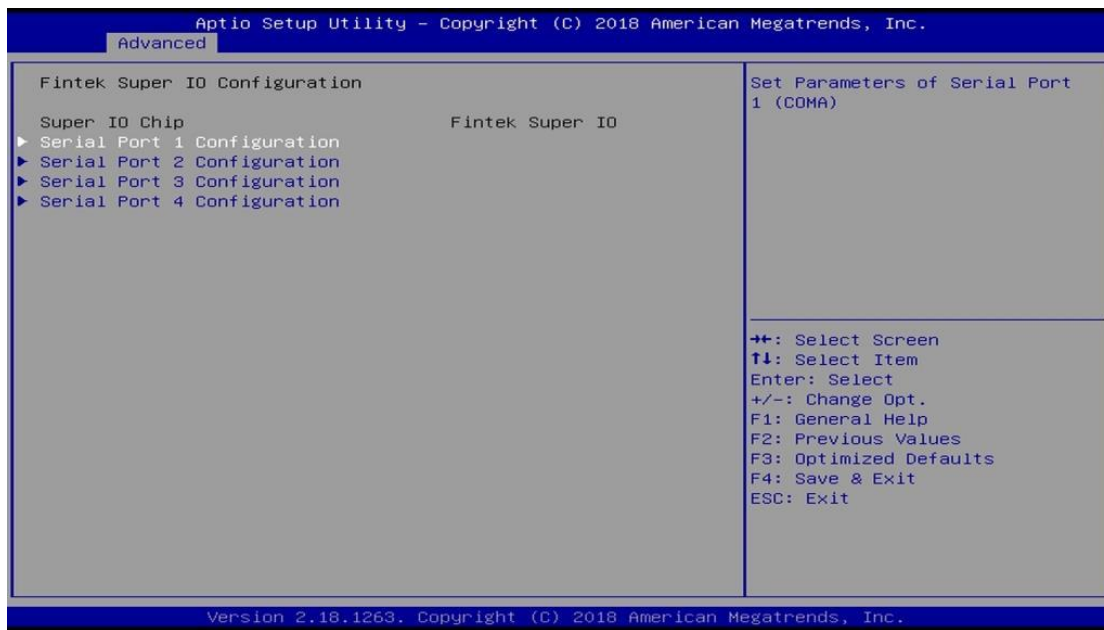 Aptio Setup Utility – Copyright (C) 2018 American Megatrends, Inc.
Advanced
Fintek Super IO Configuration
Super IO Chip Fintek Super IO
▶ Serial Port 1 Configuration
▶ Serial Port 2 Configuration
▶ Serial Port 3 Configuration
▶ Serial Port 4 Configuration
Set Parameters of Serial Port
1 (COMA)
→←: Select Screen
↑↓: Select Item
Enter: Select
+/-: Change Opt.
F1: General Help
F2: Previous Values
F3: Optimized Defaults
F4: Save & Exit
ESC: Exit
Version 2.18.1263. Copyright (C) 2018 American Megatrends, Inc.